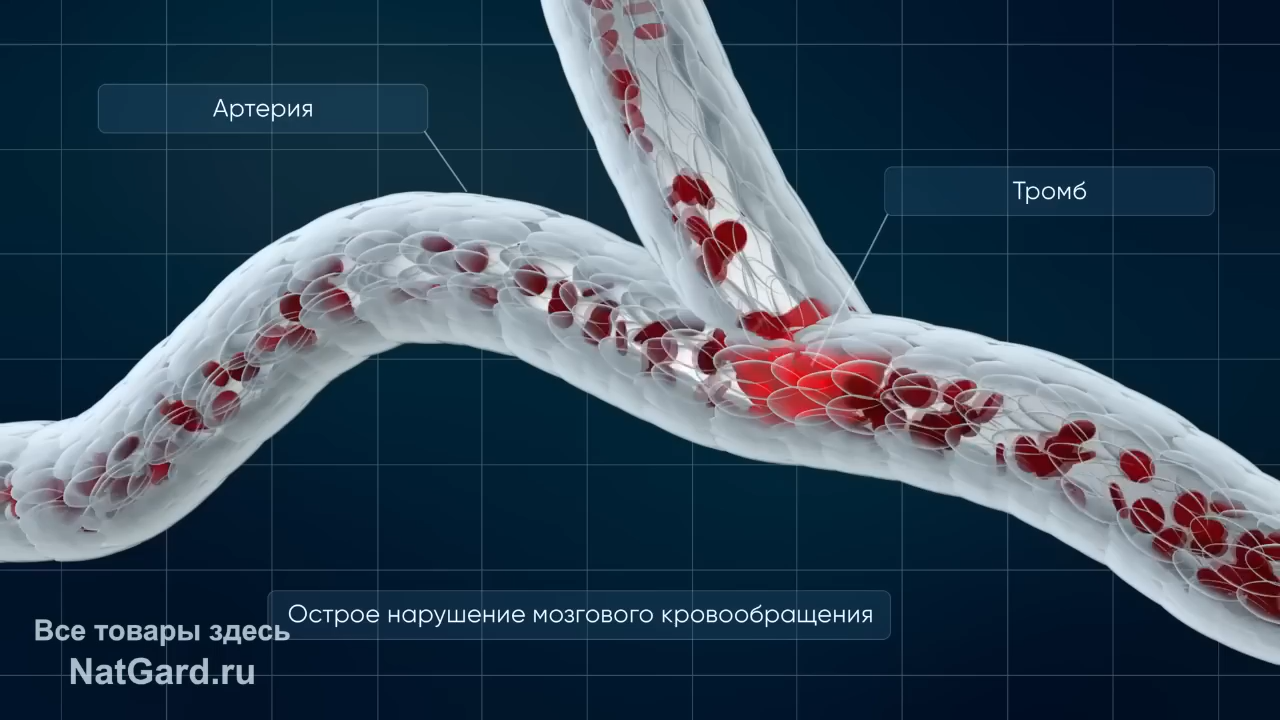 Артерия
Тромб
Острое нарушение мозгового кровообращения
Все товары здесь
NatGard.ru